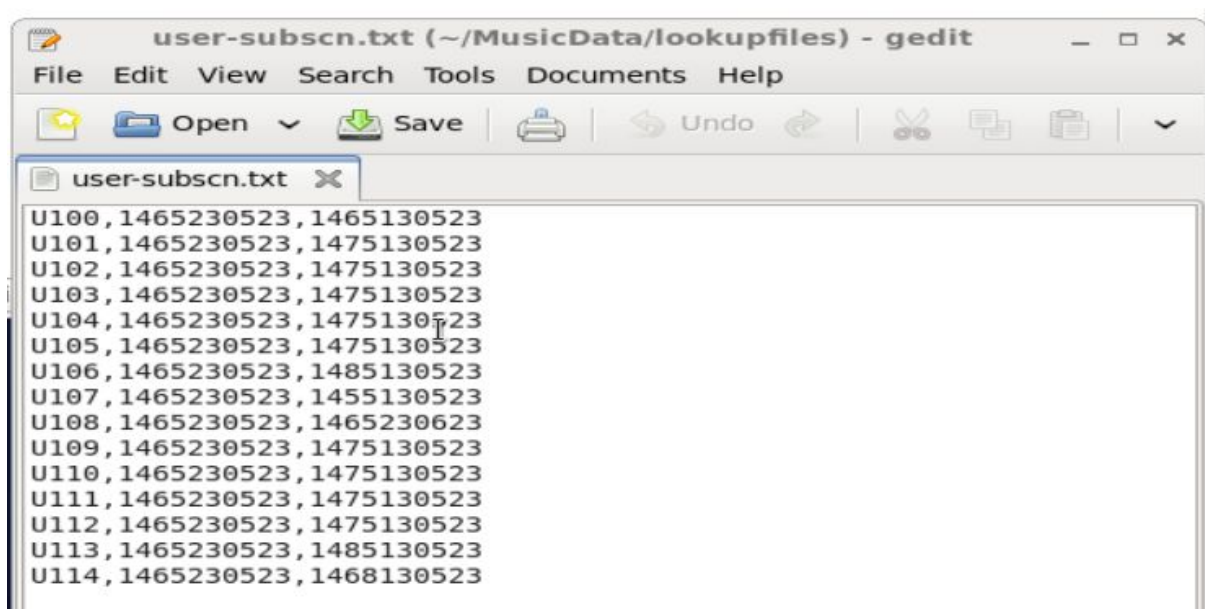 user-subscn.txt (~/MusicData/lookupfiles) - gedit
File Edit View Search Tools Documents Help
Open Save Undo
user-subscn.txt
U100,1465230523,1465130523
U101,1465230523,1475130523
U102,1465230523,1475130523
U103,1465230523,1475130523
U104,1465230523,1475130523
U105,1465230523,1475130523
U106,1465230523,1485130523
U107,1465230523,1455130523
U108,1465230523,1465230623
U109,1465230523,1475130523
U110,1465230523,1475130523
U111,1465230523,1475130523
U112,1465230523,1475130523
U113,1465230523,1485130523
U114,1465230523,1468130523